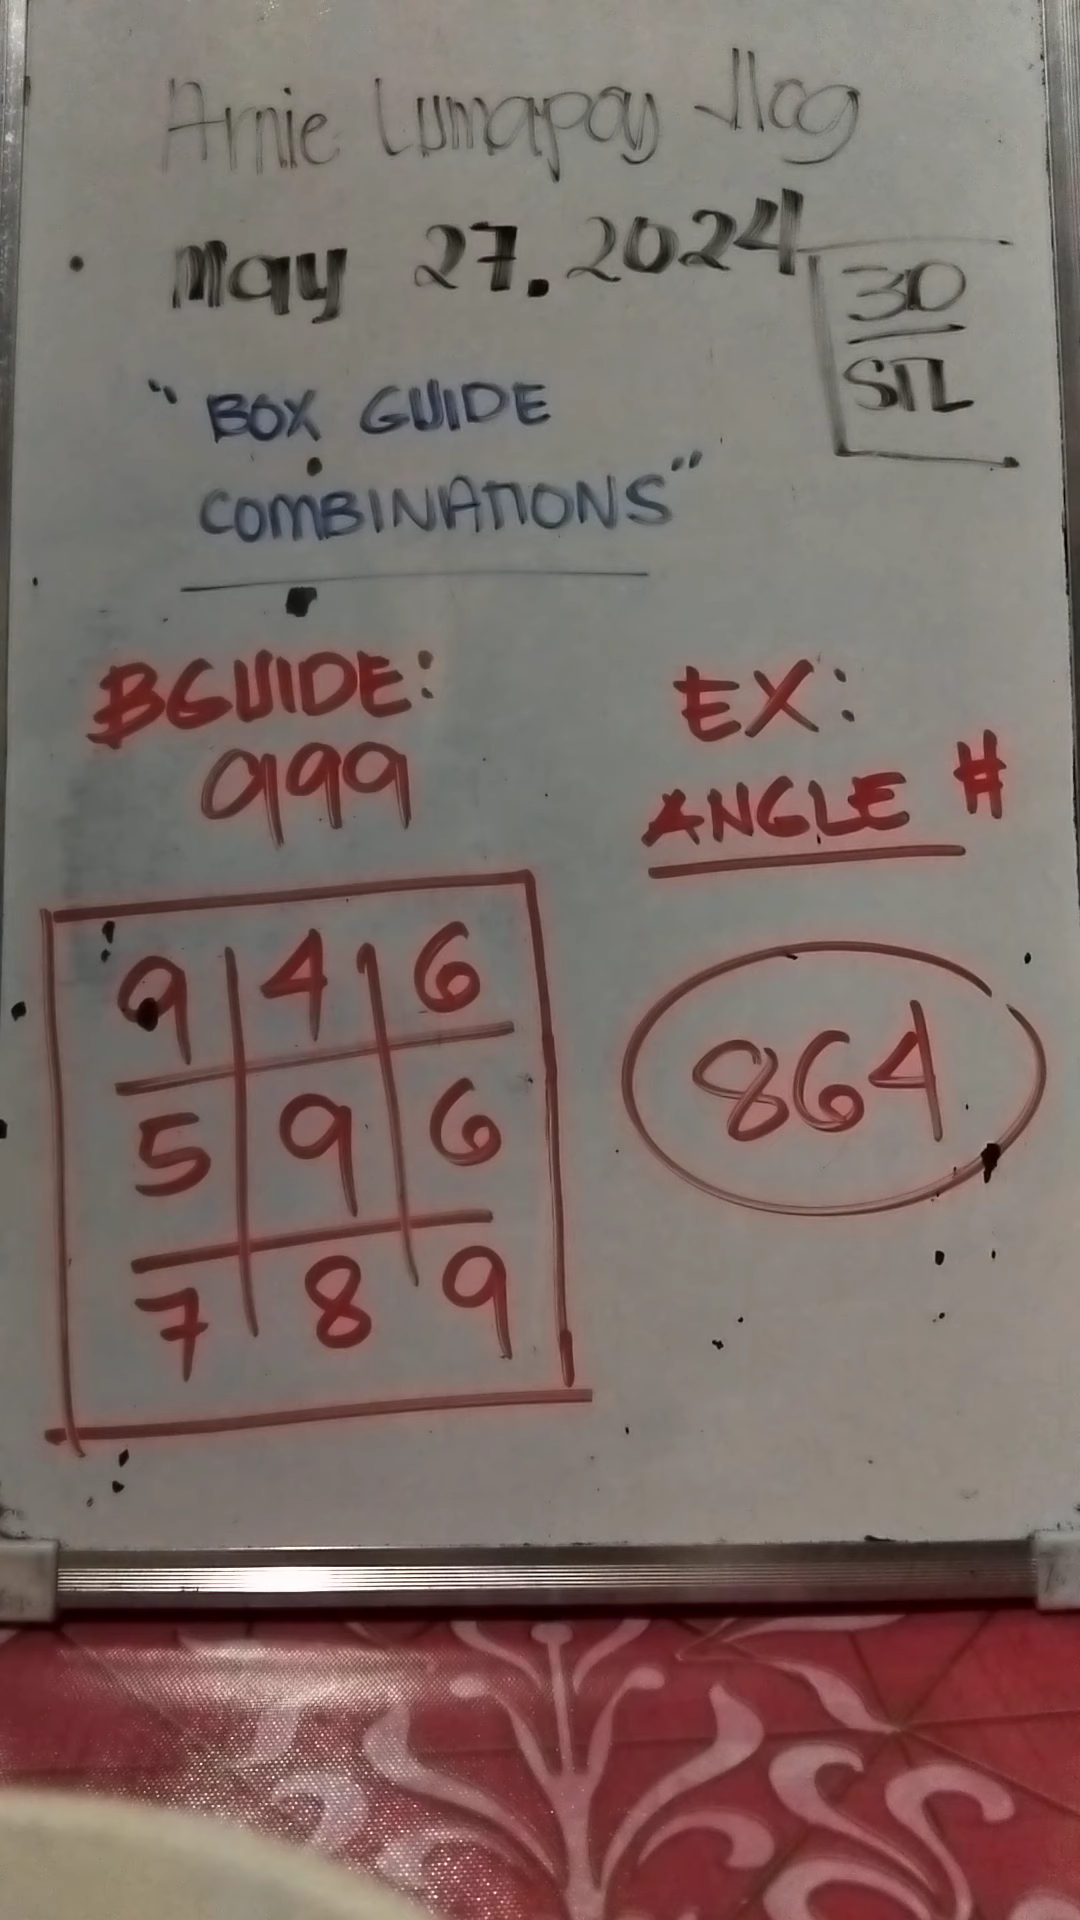 Arnie Lumapay Vlog
May 27.2024
3D
STL
"BOX GUIDE
COMBINATIONS"
BGUIDE:
999
EX:
ANGLE #
9 4 6
5 9 6
7 8 9
864